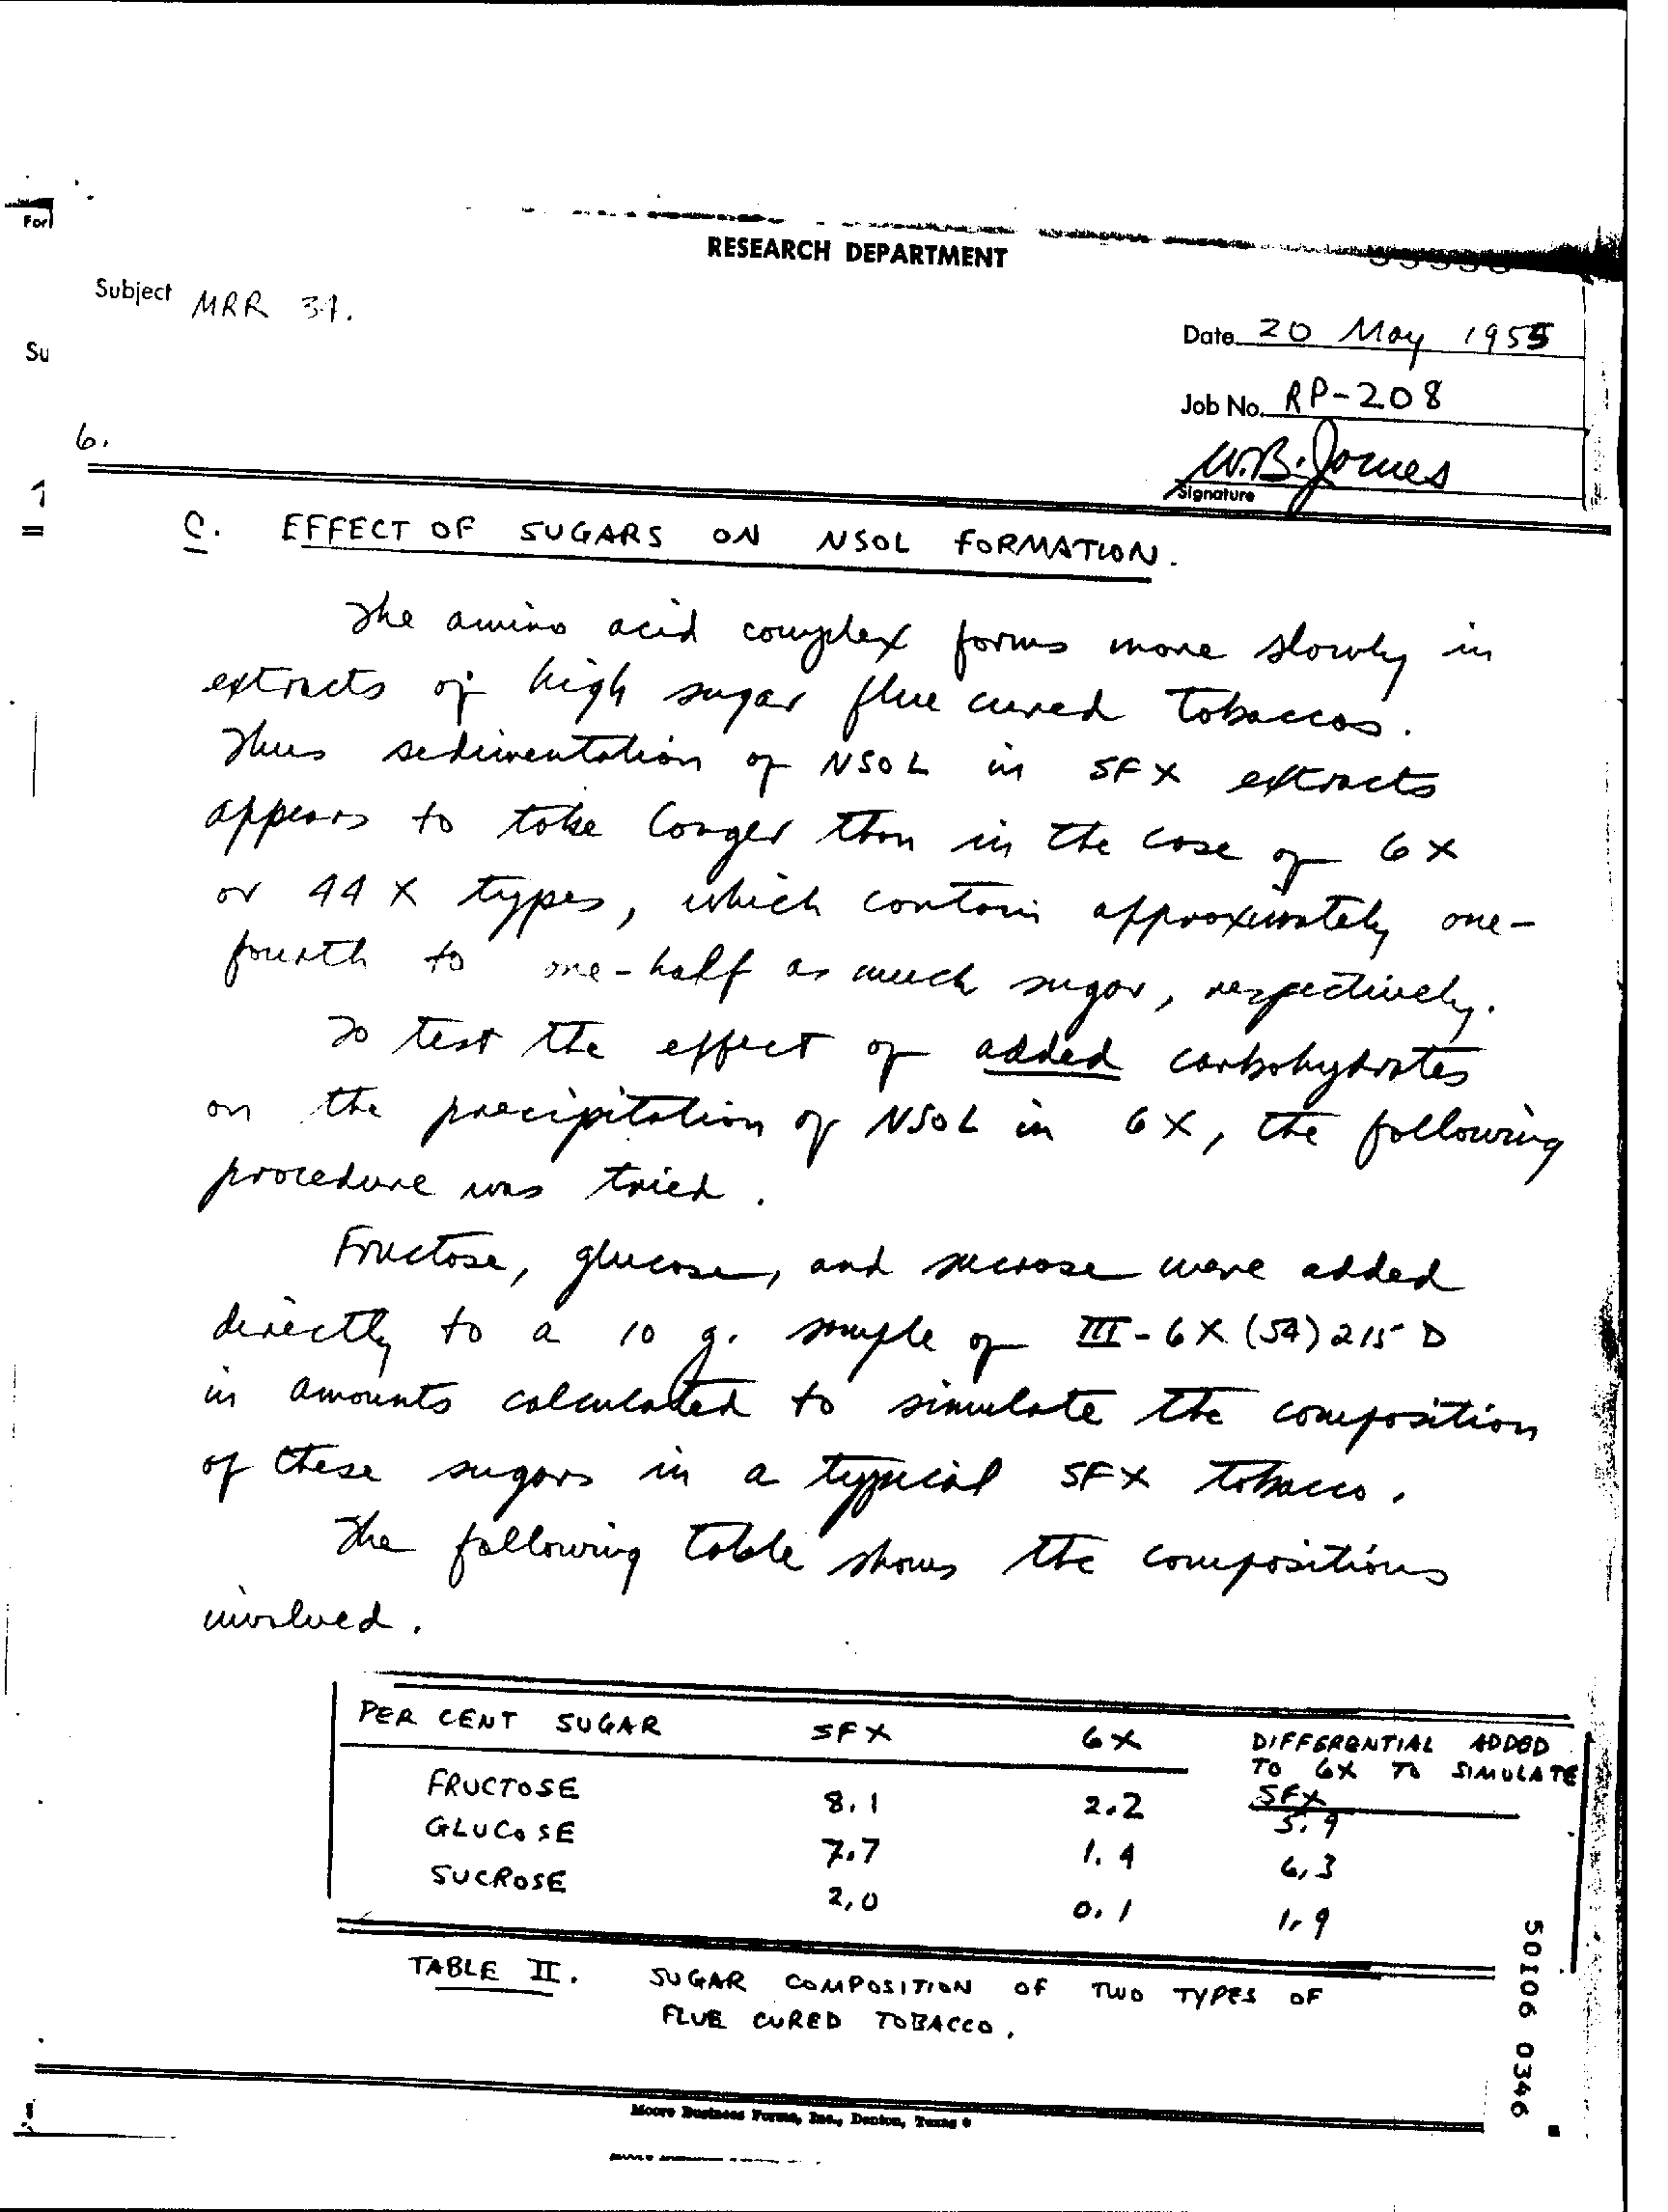 For
RESEARCH DEPARTMENT
Subject MRR 37.
Su
Date 20 May 1955
Job No. RP-208
6.
W.B. James
Signature
C. EFFECT OF SUGARS ON NSOL FORMATION.
The amino acid complex forms more slowly in
extracts of high sugar flue cured tobaccos.
Thus sedimentation of NSOL in SFX extracts
appears to take longer than in the case of 6X
or 44X types, which contain approximately one-
fourth to one-half as much sugar, respectively.
To test the effect of added carbohydrates
on the precipitation of NSOL in 6X, the following
procedure was tried.
Fructose, glucose, and sucrose were added
directly to a 10 g. sample of III-6X(54)215D
in amounts calculated to simulate the composition
of these sugars in a typical SFX tobacco.
The following table shows the compositions
involved.
PER CENT SUGAR SFX 6X DIFFERENTIAL ADDED
TO 6X TO SIMULATE
SFX
FRUCTOSE 8.1 2.2 5.9
GLUCOSE 7.7 1.4 6.3
SUCROSE 2.0 0.1 1.9
TABLE II. SUGAR COMPOSITION OF TWO TYPES OF
FLUE CURED TOBACCO.
50106 0346
Moore Business Forms, Inc., Denton, Texas